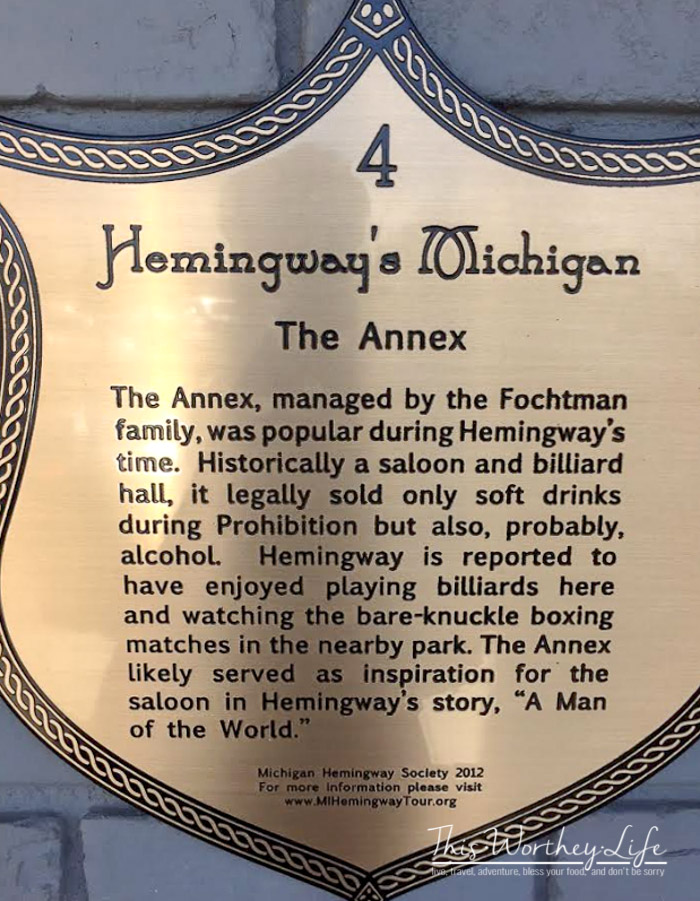 4
Hemingway's Michigan
The Annex
The Annex, managed by the Fochtman
family, was popular during Hemingway's
time. Historically a saloon and billiard
hall, it legally sold only soft drinks
during Prohibition but also, probably,
alcohol. Hemingway is reported to
have enjoyed playing billiards here
and watching the bare-knuckle boxing
matches in the nearby park. The Annex
likely served as inspiration for the
saloon in Hemingway's story, “A Man
of the World.”
Michigan Hemingway Society 2012
For more information please visit
www.MIHemingwayTour.org
This Worthey Life
live, travel, adventure, bless your food, and don't be sorry